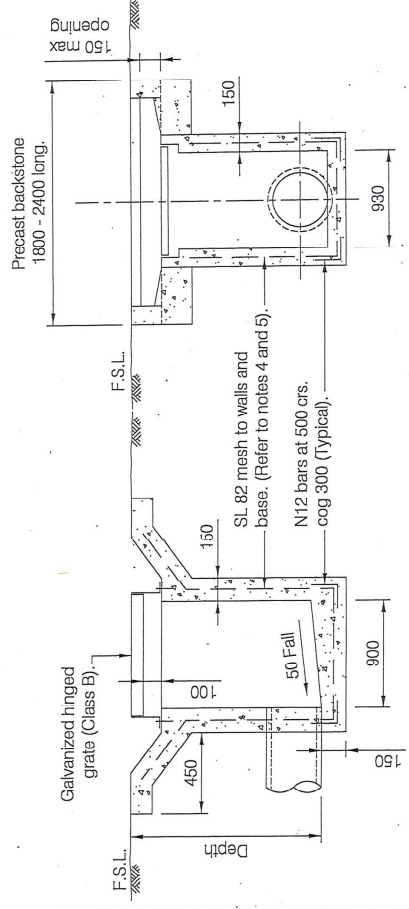 F.S.L.
Galvanized hinged
grate (Class B).
450
100
150
Depth
50 Fall
150
900
F.S.L.
SL 82 mesh to walls and
base. (Refer to notes 4 and 5).
N12 bars at 500 crs.
cog 300 (Typical).
Precast backstone
1800 - 2400 long.
150 max
opening
150
930